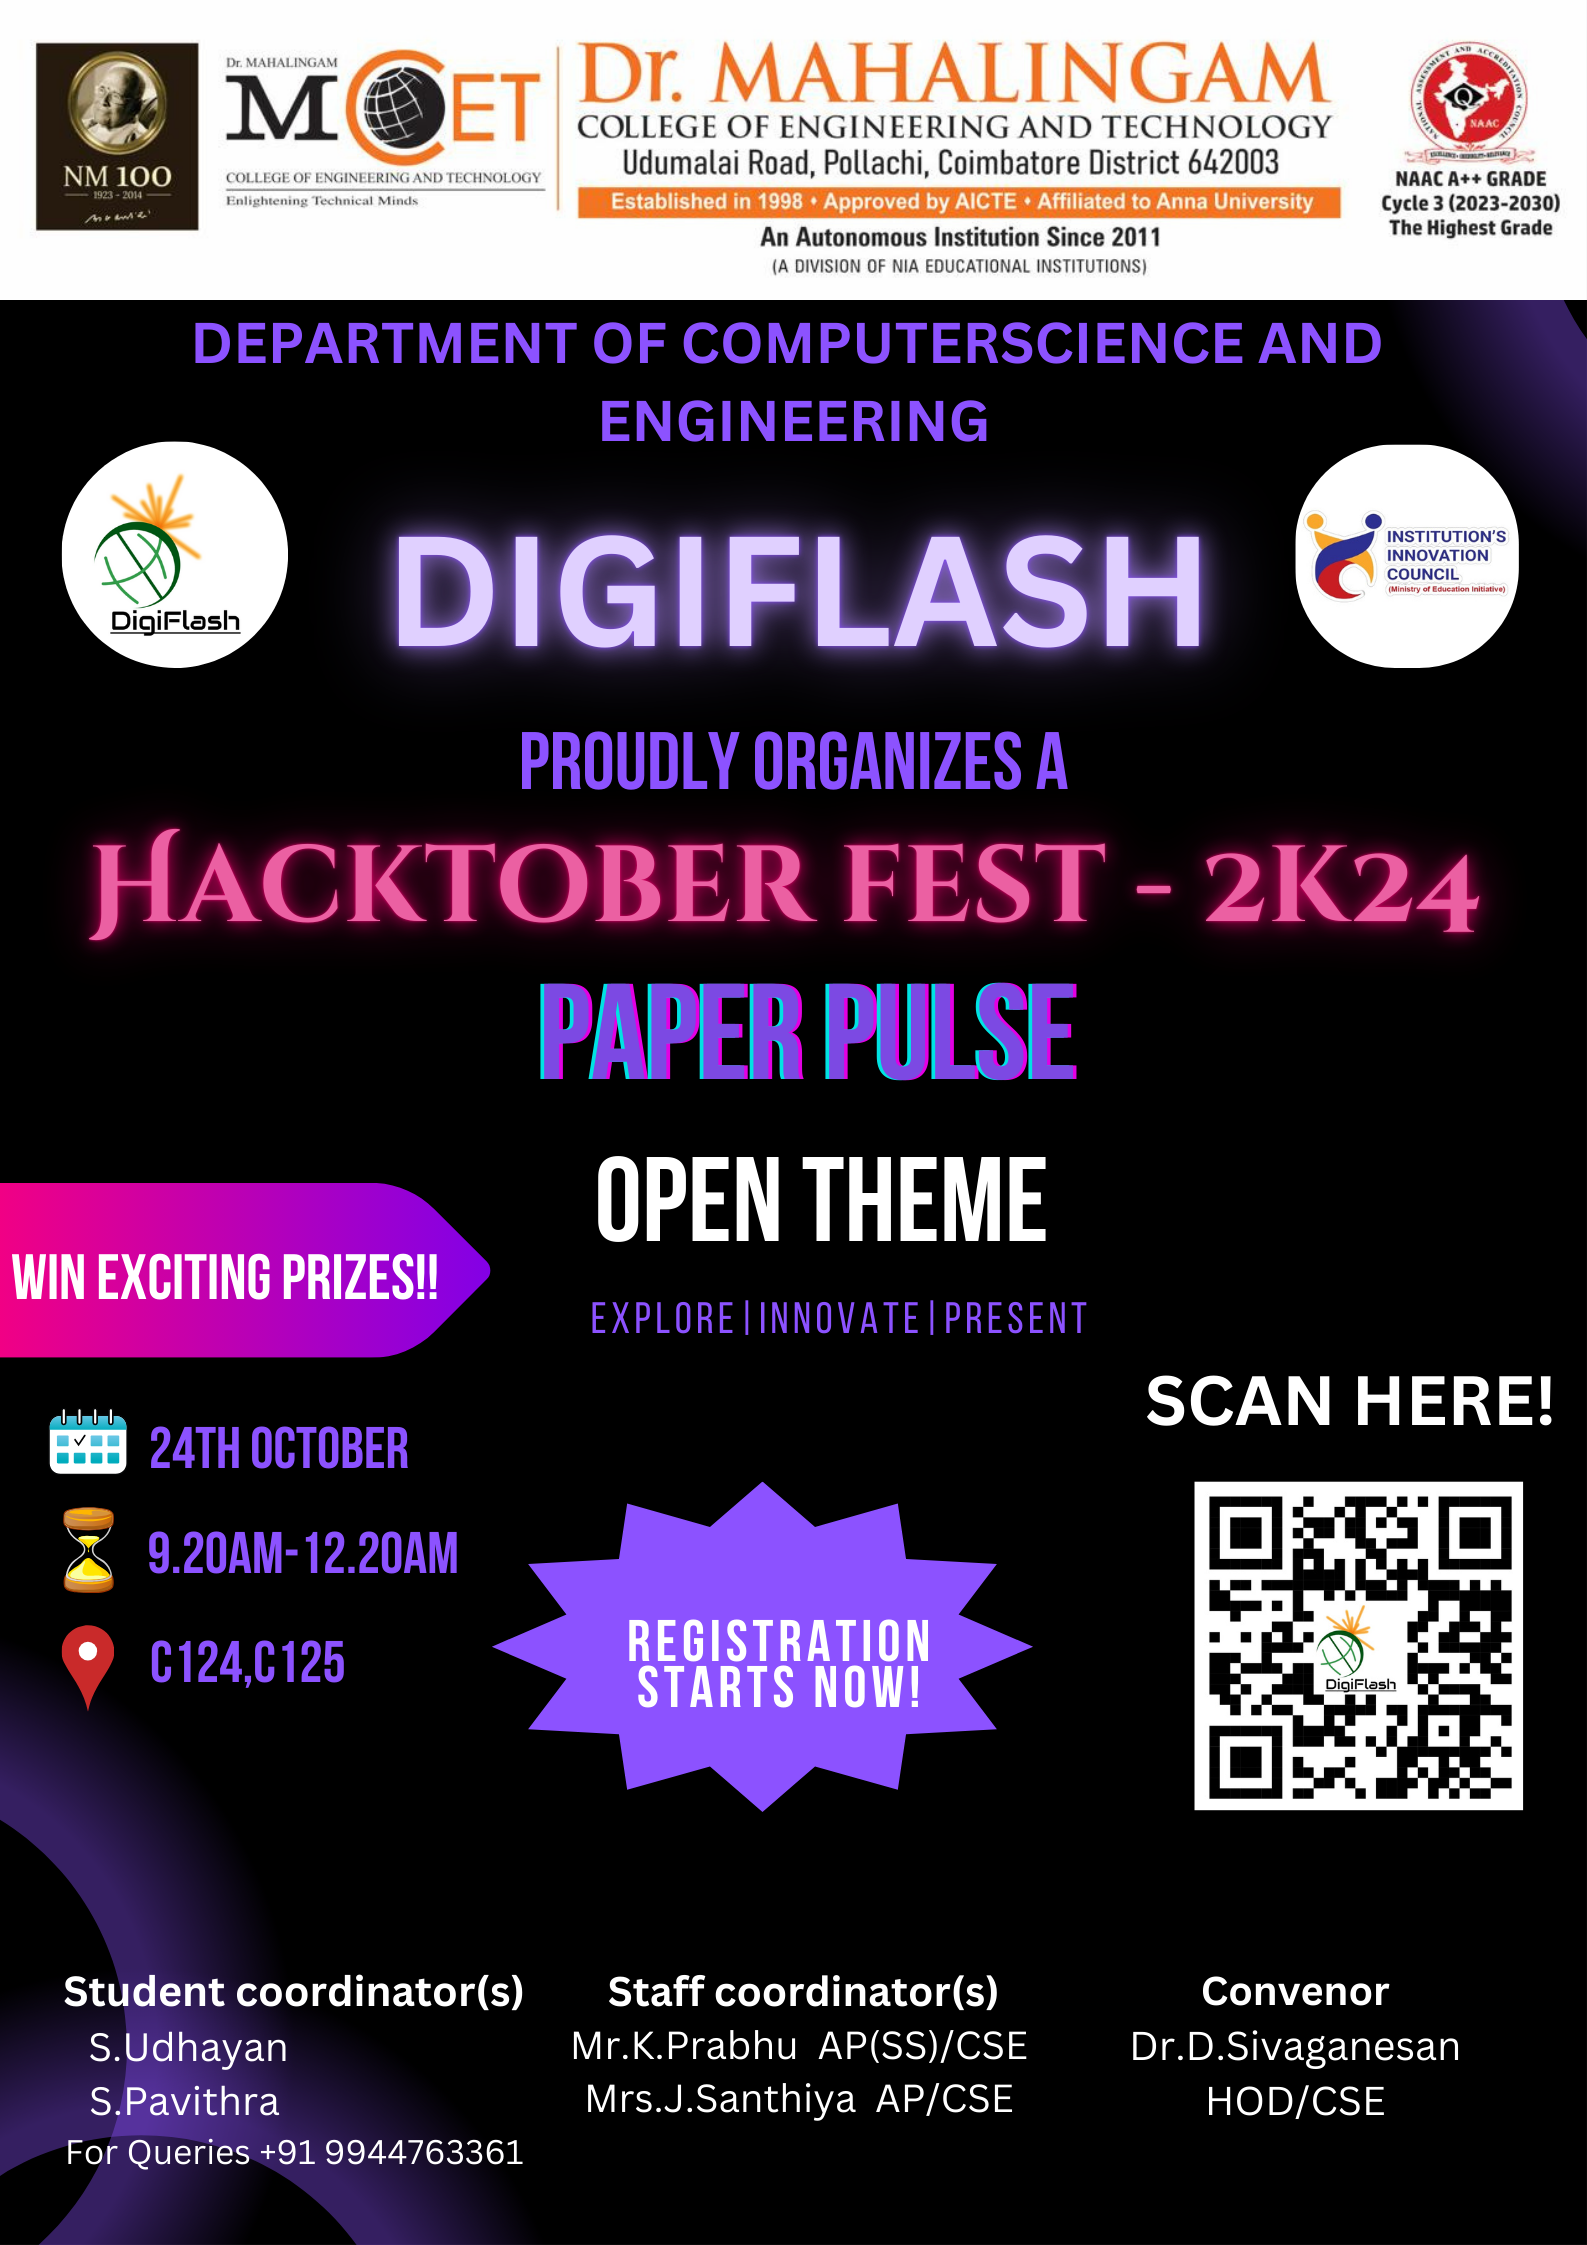 NM 100
1923 - 2014
Dr. MAHALINGAM
MCET
COLLEGE OF ENGINEERING AND TECHNOLOGY
Enlightening Technical Minds
Dr. MAHALINGAM
COLLEGE OF ENGINEERING AND TECHNOLOGY
Udumalai Road, Pollachi, Coimbatore District 642003
Established in 1998 • Approved by AICTE • Affiliated to Anna University
An Autonomous Institution Since 2011
(A DIVISION OF NIA EDUCATIONAL INSTITUTIONS)
NATIONAL ASSESSMENT AND ACCREDITATION COUNCIL
NAAC
NAAC A++ GRADE
Cycle 3 (2023-2030)
The Highest Grade
DEPARTMENT OF COMPUTERSCIENCE AND
ENGINEERING
DigiFlash
DIGIFLASH
INSTITUTION'S
INNOVATION
COUNCIL
(Ministry of Education Initiative)
PROUDLY ORGANIZES A
HACKTOBER FEST - 2K24
PAPER PULSE
OPEN THEME
WIN EXCITING PRIZES!!
EXPLORE|INNOVATE|PRESENT
SCAN HERE!
24TH OCTOBER
9.20AM-12.20AM
C124,C125
REGISTRATION
STARTS NOW!
DigiFlash
Student coordinator(s)
S.Udhayan
S.Pavithra
For Queries +91 9944763361
Staff coordinator(s)
Mr.K.Prabhu AP(SS)/CSE
Mrs.J.Santhiya AP/CSE
Convenor
Dr.D.Sivaganesan
HOD/CSE